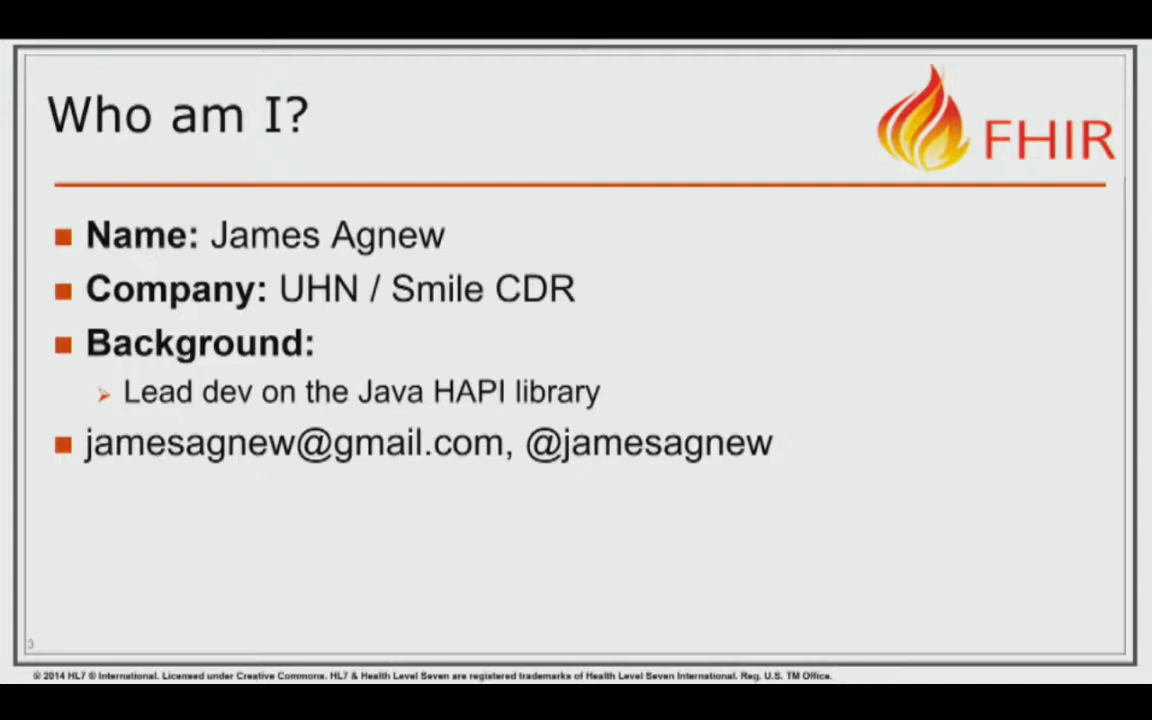 Who am I?
FHIR
Name: James Agnew
Company: UHN / Smile CDR
Background:
Lead dev on the Java HAPI library
jamesagnew@gmail.com, @jamesagnew
3
© 2014 HL7 ® International. Licensed under Creative Commons. HL7 & Health Level Seven are registered trademarks of Health Level Seven International. Reg. U.S. TM Office.